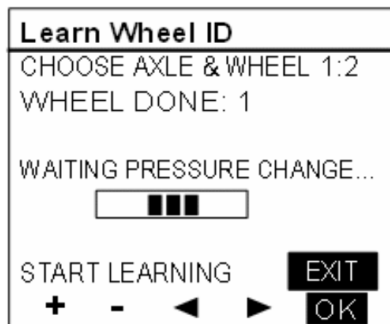 Learn Wheel ID
CHOOSE AXLE & WHEEL 1:2
WHEEL DONE: 1
WAITING PRESSURE CHANGE...
START LEARNING EXIT
+ - ◀ ▶ OK